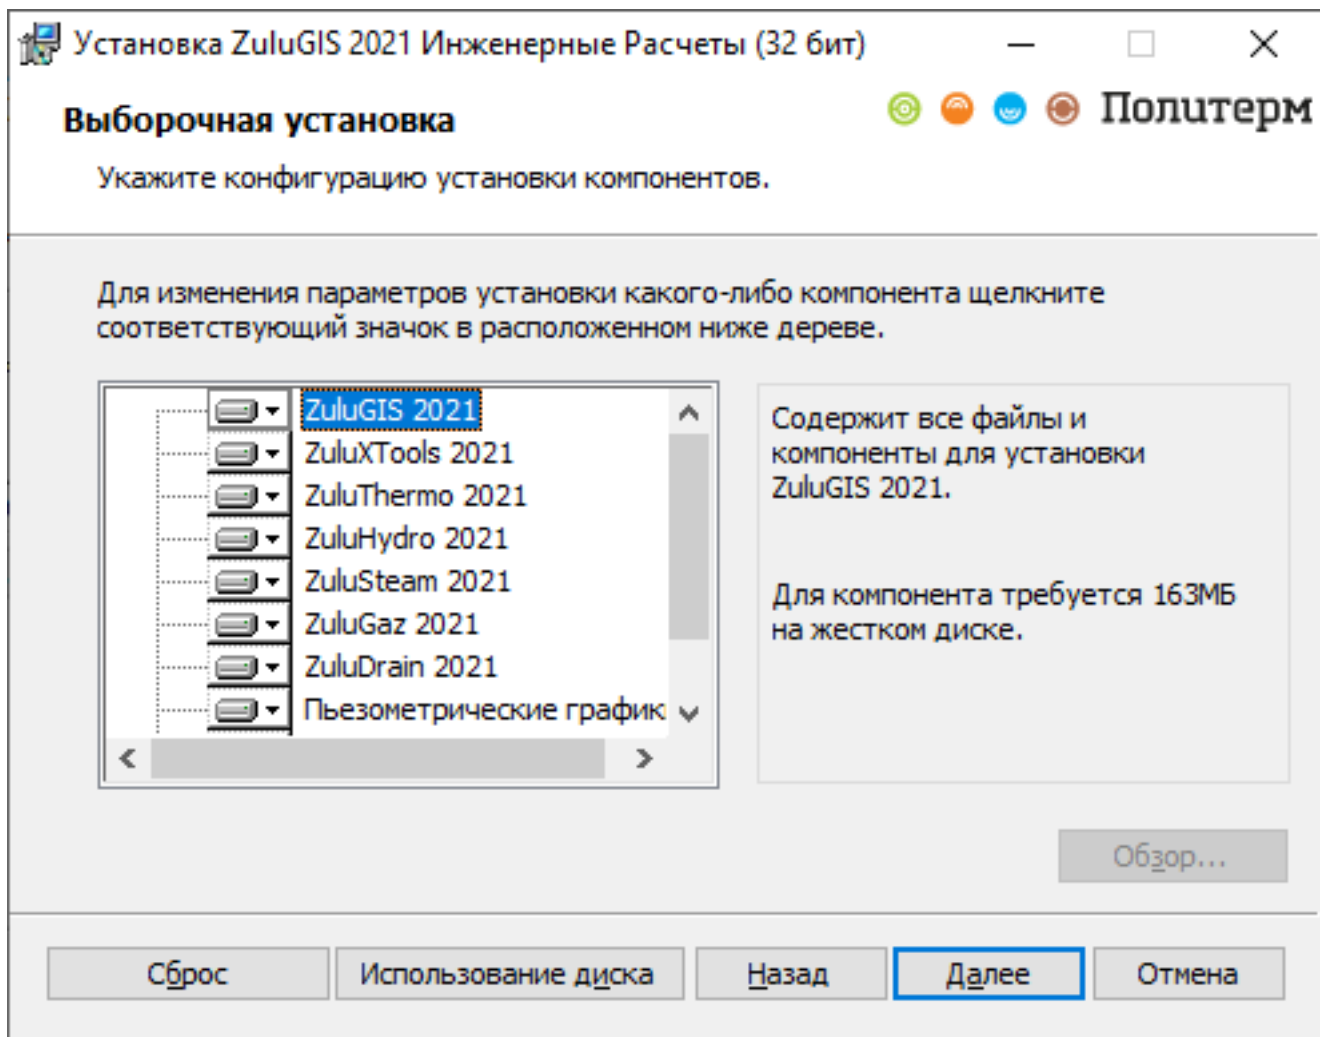 Установка ZuluGIS 2021 Инженерные Расчеты (32 бит)
Политерм
Выборочная установка
Укажите конфигурацию установки компонентов.
Для изменения параметров установки какого-либо компонента щелкните
соответствующий значок в расположенном ниже дереве.
ZuluGIS 2021
ZuluXTools 2021
ZuluThermo 2021
ZuluHydro 2021
ZuluSteam 2021
ZuluGaz 2021
ZuluDrain 2021
Пьезометрические график
Содержит все файлы и
компоненты для установки
ZuluGIS 2021.
Для компонента требуется 163МБ
на жестком диске.
Обзор...
Сброс
Использование диска
Назад
Далее
Отмена